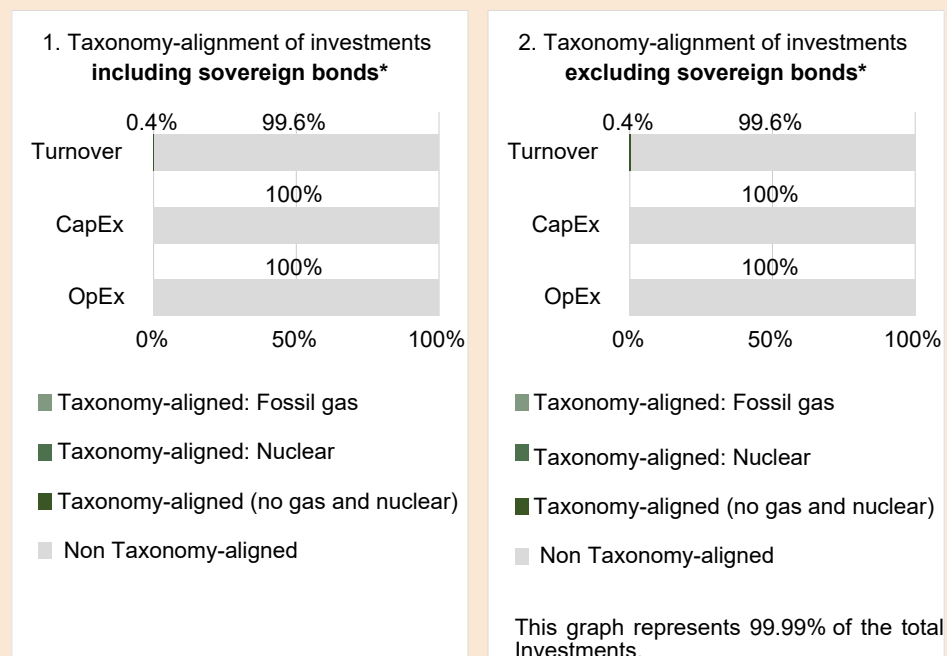 1. Taxonomy-alignment of investments
including sovereign bonds*
0.4% 99.6%
Turnover
100%
CapEx
100%
OpEx
0% 50% 100%
Taxonomy-aligned: Fossil gas
Taxonomy-aligned: Nuclear
Taxonomy-aligned (no gas and nuclear)
Non Taxonomy-aligned
2. Taxonomy-alignment of investments
excluding sovereign bonds*
0.4% 99.6%
Turnover
100%
CapEx
100%
OpEx
0% 50% 100%
Taxonomy-aligned: Fossil gas
Taxonomy-aligned: Nuclear
Taxonomy-aligned (no gas and nuclear)
Non Taxonomy-aligned
This graph represents 99.99% of the total
Investments.